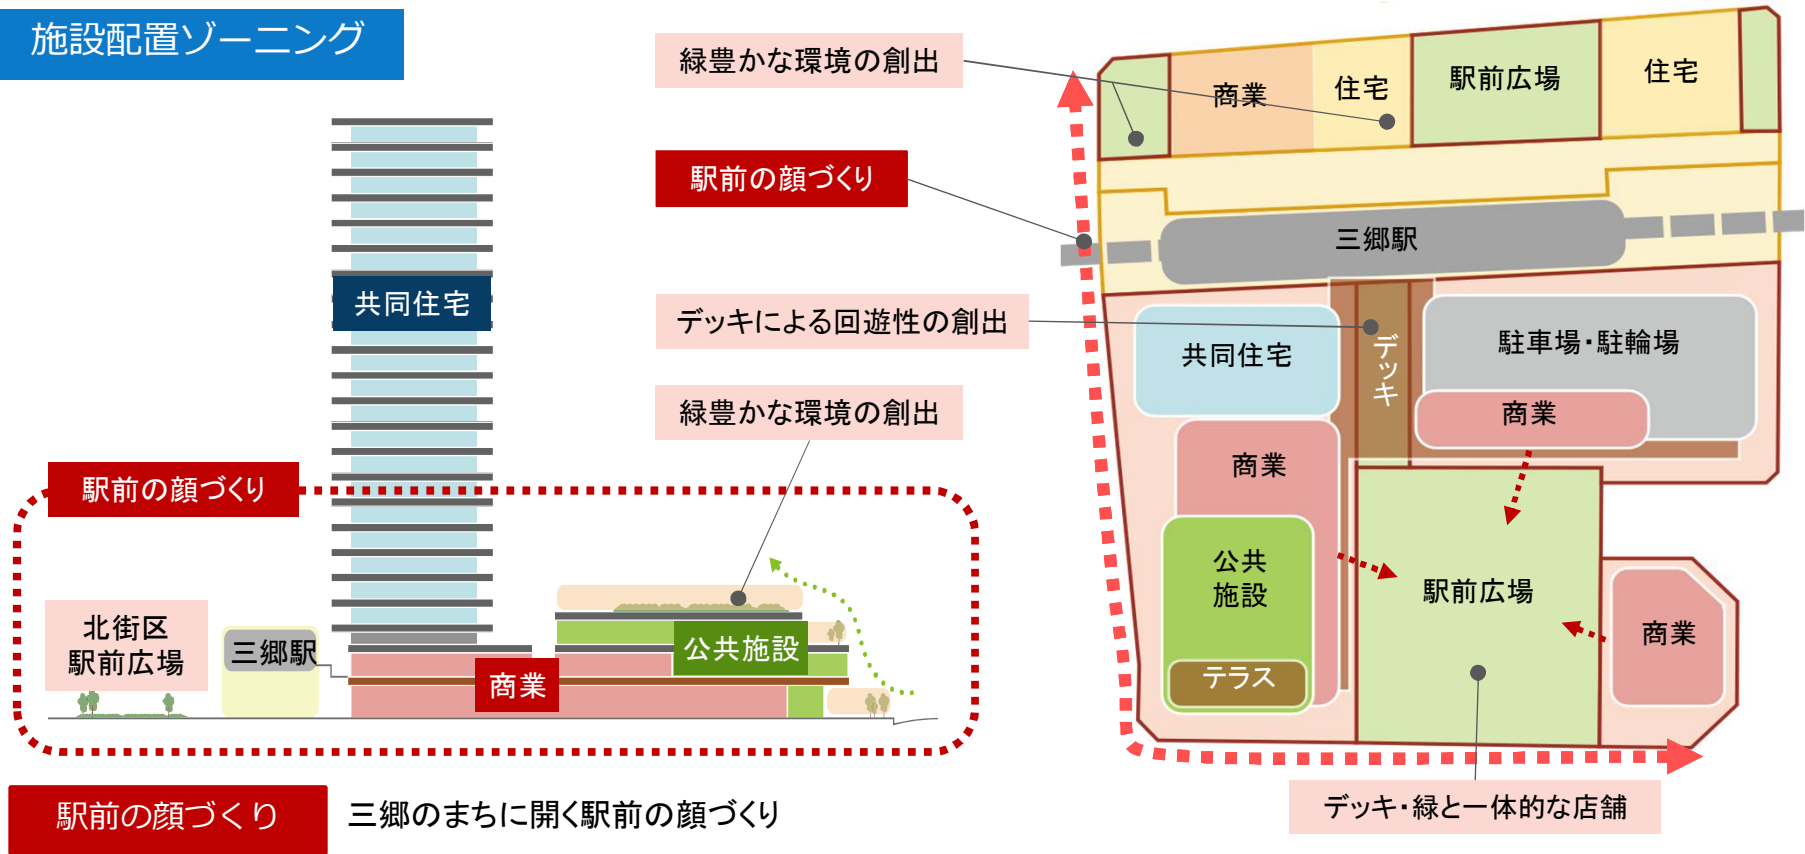 施設配置ゾーニング
緑豊かな環境の創出
駅前の顔づくり
デッキによる回遊性の創出
緑豊かな環境の創出
共同住宅
駅前の顔づくり
北街区
駅前広場
三郷駅
商業
公共施設
駅前の顔づくり
三郷のまちに開く駅前の顔づくり
商業
住宅
駅前広場
住宅
三郷駅
共同住宅
デッキ
駐車場・駐輪場
商業
商業
公共
施設
テラス
駅前広場
商業
デッキ・緑と一体的な店舗